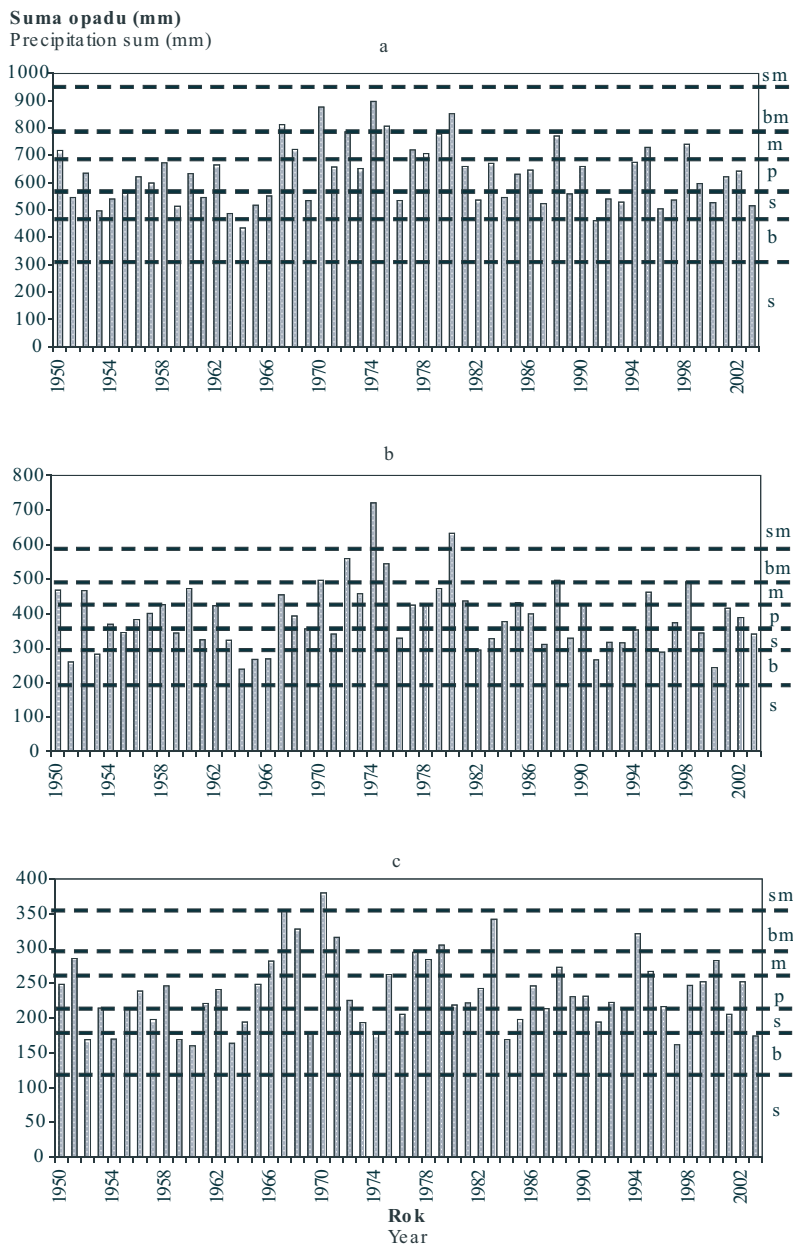 Suma opadu (mm)
Precipitation sum (mm)
a
1000
900
800
700
600
500
400
300
200
100
0
sm
bm
m
p
s
b
s
1950
1954
1958
1962
1966
1970
1974
1978
1982
1986
1990
1994
1998
2002
b
800
700
600
500
400
300
200
100
0
sm
bm
m
p
s
b
s
1950
1954
1958
1962
1966
1970
1974
1978
1982
1986
1990
1994
1998
2002
c
400
350
300
250
200
150
100
50
0
sm
bm
m
p
s
b
s
1950
1954
1958
1962
1966
1970
1974
1978
1982
1986
1990
1994
1998
2002
Rok
Year